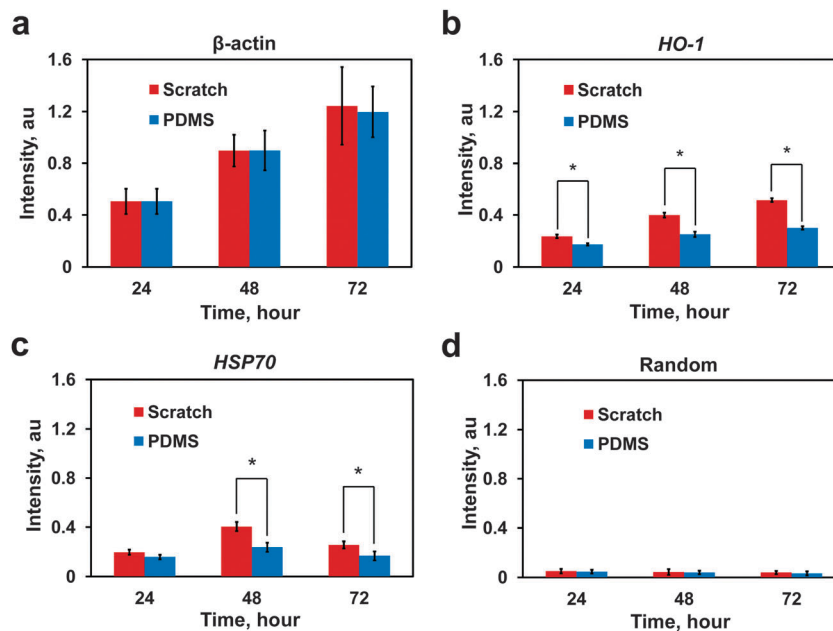 a
β-actin
Intensity, au
1.6
1.2
0.8
0.4
0
Scratch
PDMS
24 48 72
Time, hour
b
HO-1
Intensity, au
1.6
1.2
0.8
0.4
0
Scratch
PDMS
* * *
24 48 72
Time, hour
c
HSP70
Intensity, au
1.6
1.2
0.8
0.4
0
Scratch
PDMS
* *
24 48 72
Time, hour
d
Random
Intensity, au
1.6
1.2
0.8
0.4
0
Scratch
PDMS
24 48 72
Time, hour